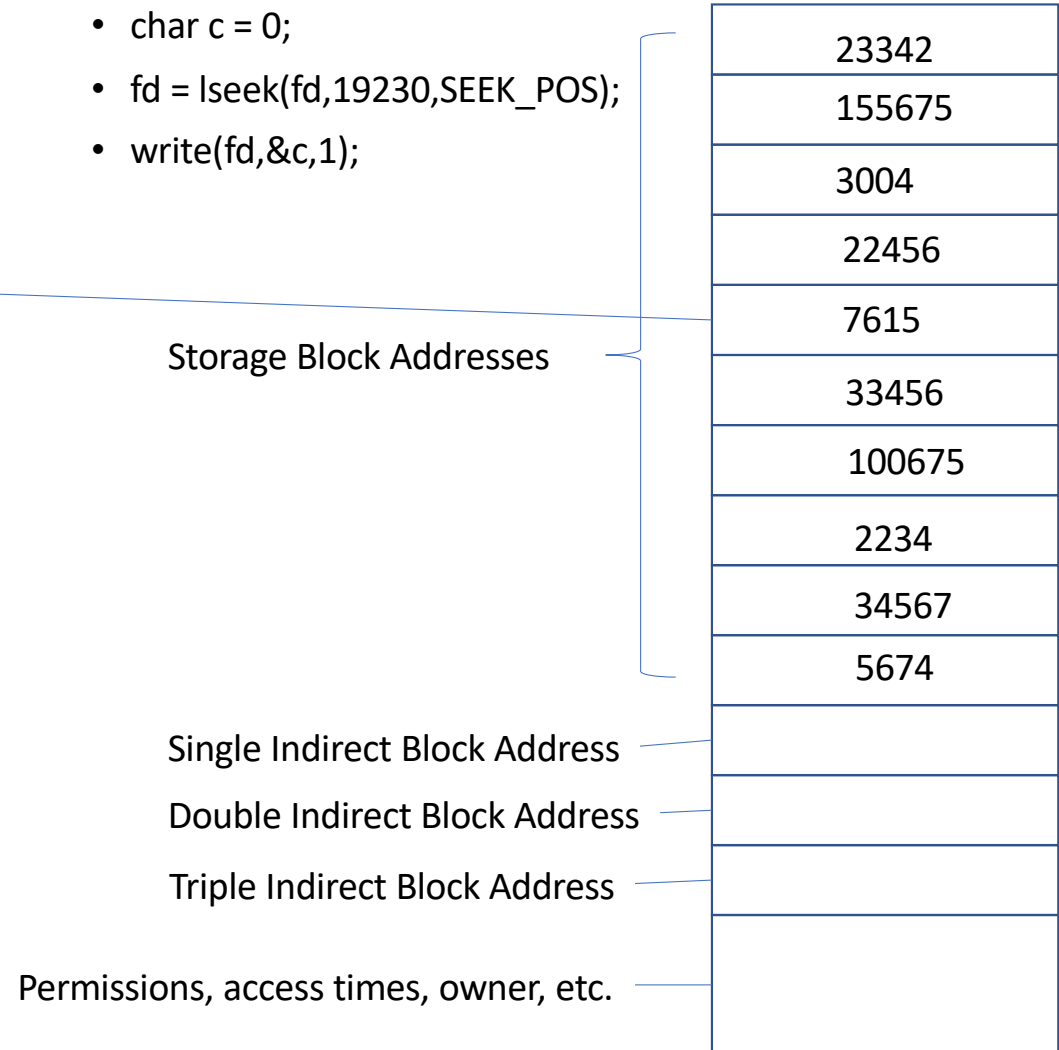 • char c = 0;
• fd = lseek(fd,19230,SEEK_POS);
• write(fd,&c,1);
23342
155675
3004
22456
7615
Storage Block Addresses
33456
100675
2234
34567
5674
Single Indirect Block Address
Double Indirect Block Address
Triple Indirect Block Address
Permissions, access times, owner, etc.